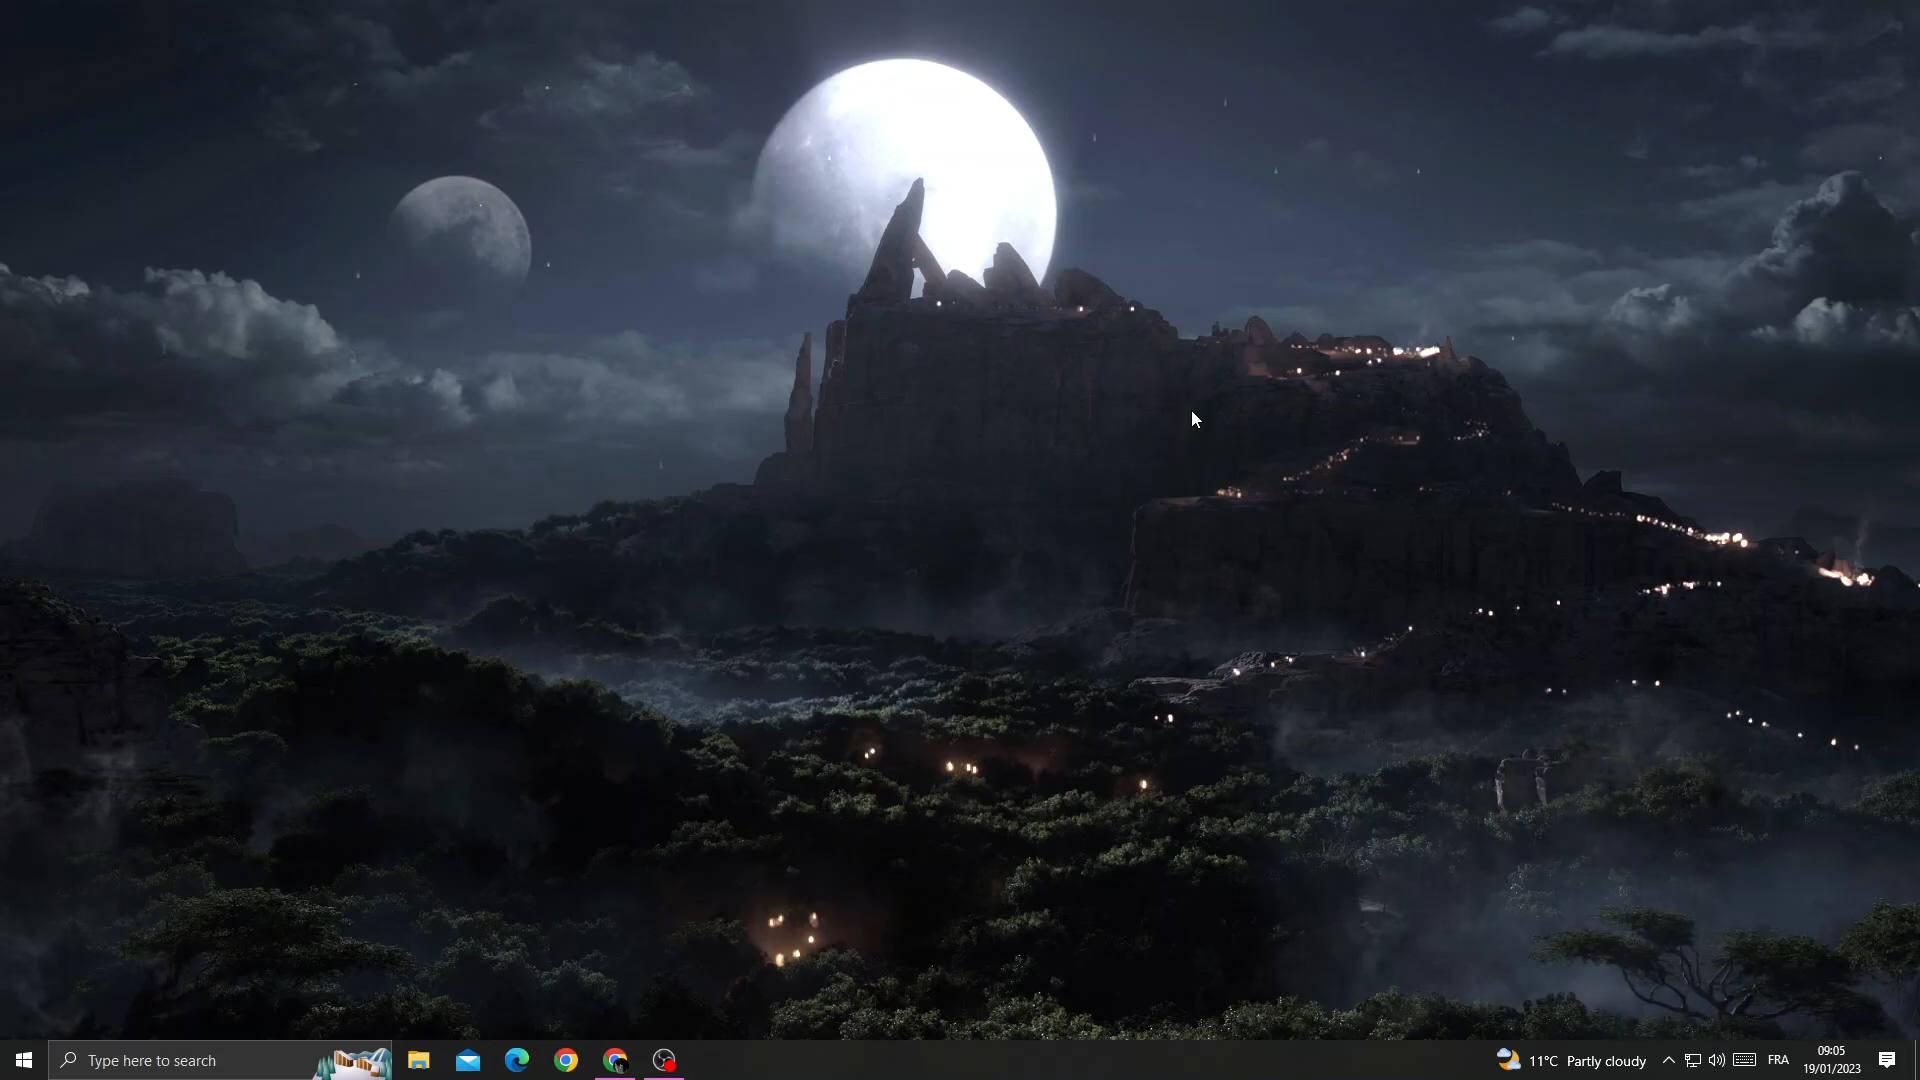 Type here to search
11°C Partly cloudy
FRA
09:05
19/01/2023